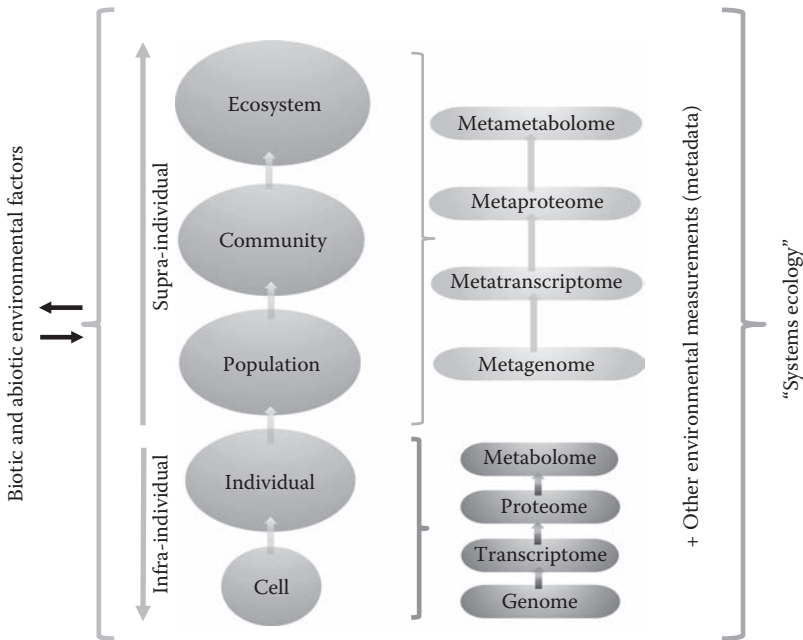 Biotic and abiotic environmental factors
Supra-individual
Infra-individual
Ecosystem
Community
Population
Individual
Cell
Metametabolome
Metaproteome
Metatranscriptome
Metagenome
Metabolome
Proteome
Transcriptome
Genome
+ Other environmental measurements (metadata)
“Systems ecology”